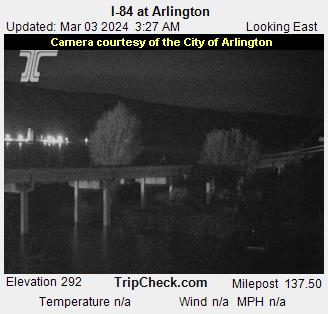 I-84 at Arlington
Updated: Mar 03 2024 3:27 AM Looking East
Camera courtesy of the City of Arlington
Elevation 292 TripCheck.com Milepost 137.50
Temperature n/a Wind n/a MPH n/a